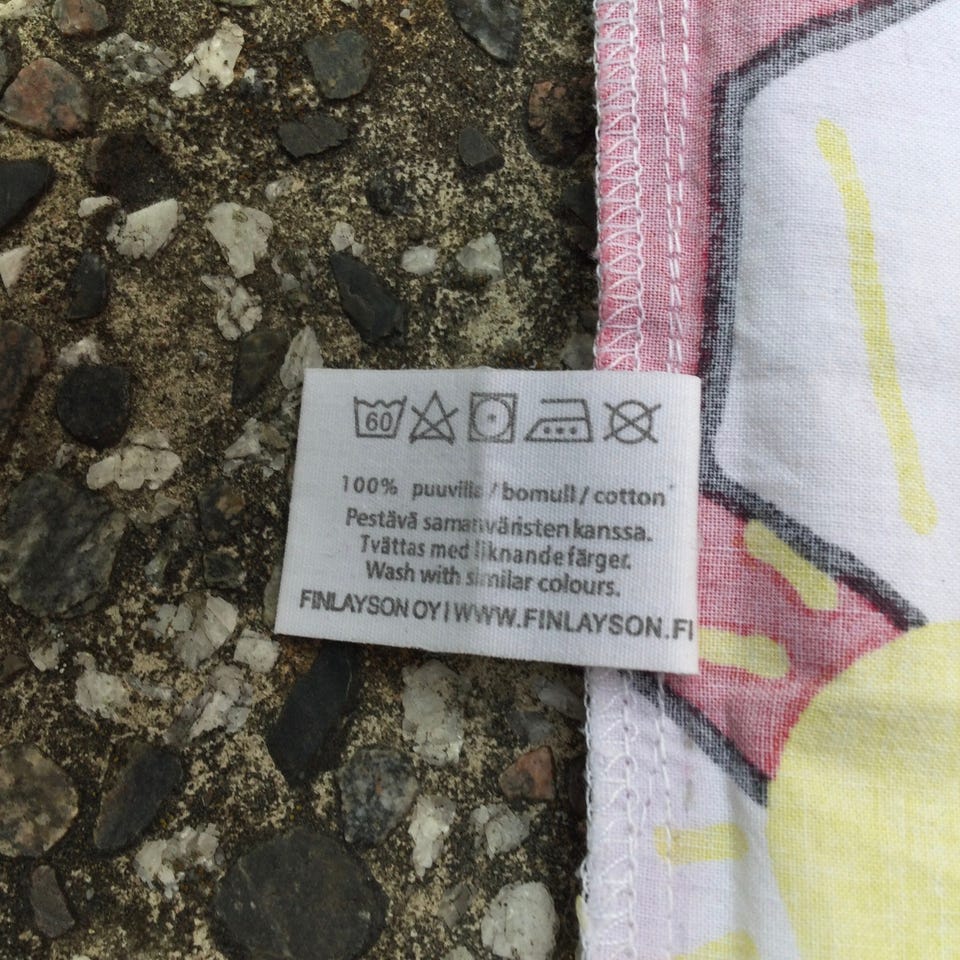 60
100% puuvilla / bomull / cotton
Pestävä samanväristen kanssa.
Tvättas med liknande färger.
Wash with similar colours.
FINLAYSON OY I WWW.FINLAYSON.FI